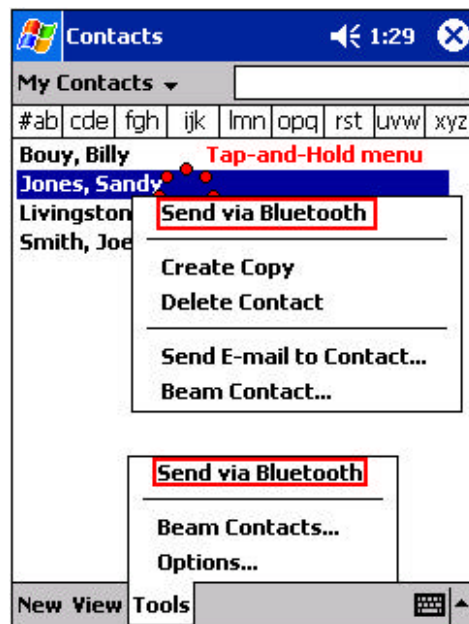 Contacts 1:29
My Contacts
#ab cde fgh ijk lmn opq rst uvw xyz
Bouy, Billy Tap-and-Hold menu
Jones, Sandy
Livingston
Smith, Joe
Send via Bluetooth
Create Copy
Delete Contact
Send E-mail to Contact...
Beam Contact...
Send via Bluetooth
Beam Contacts...
Options...
New View Tools